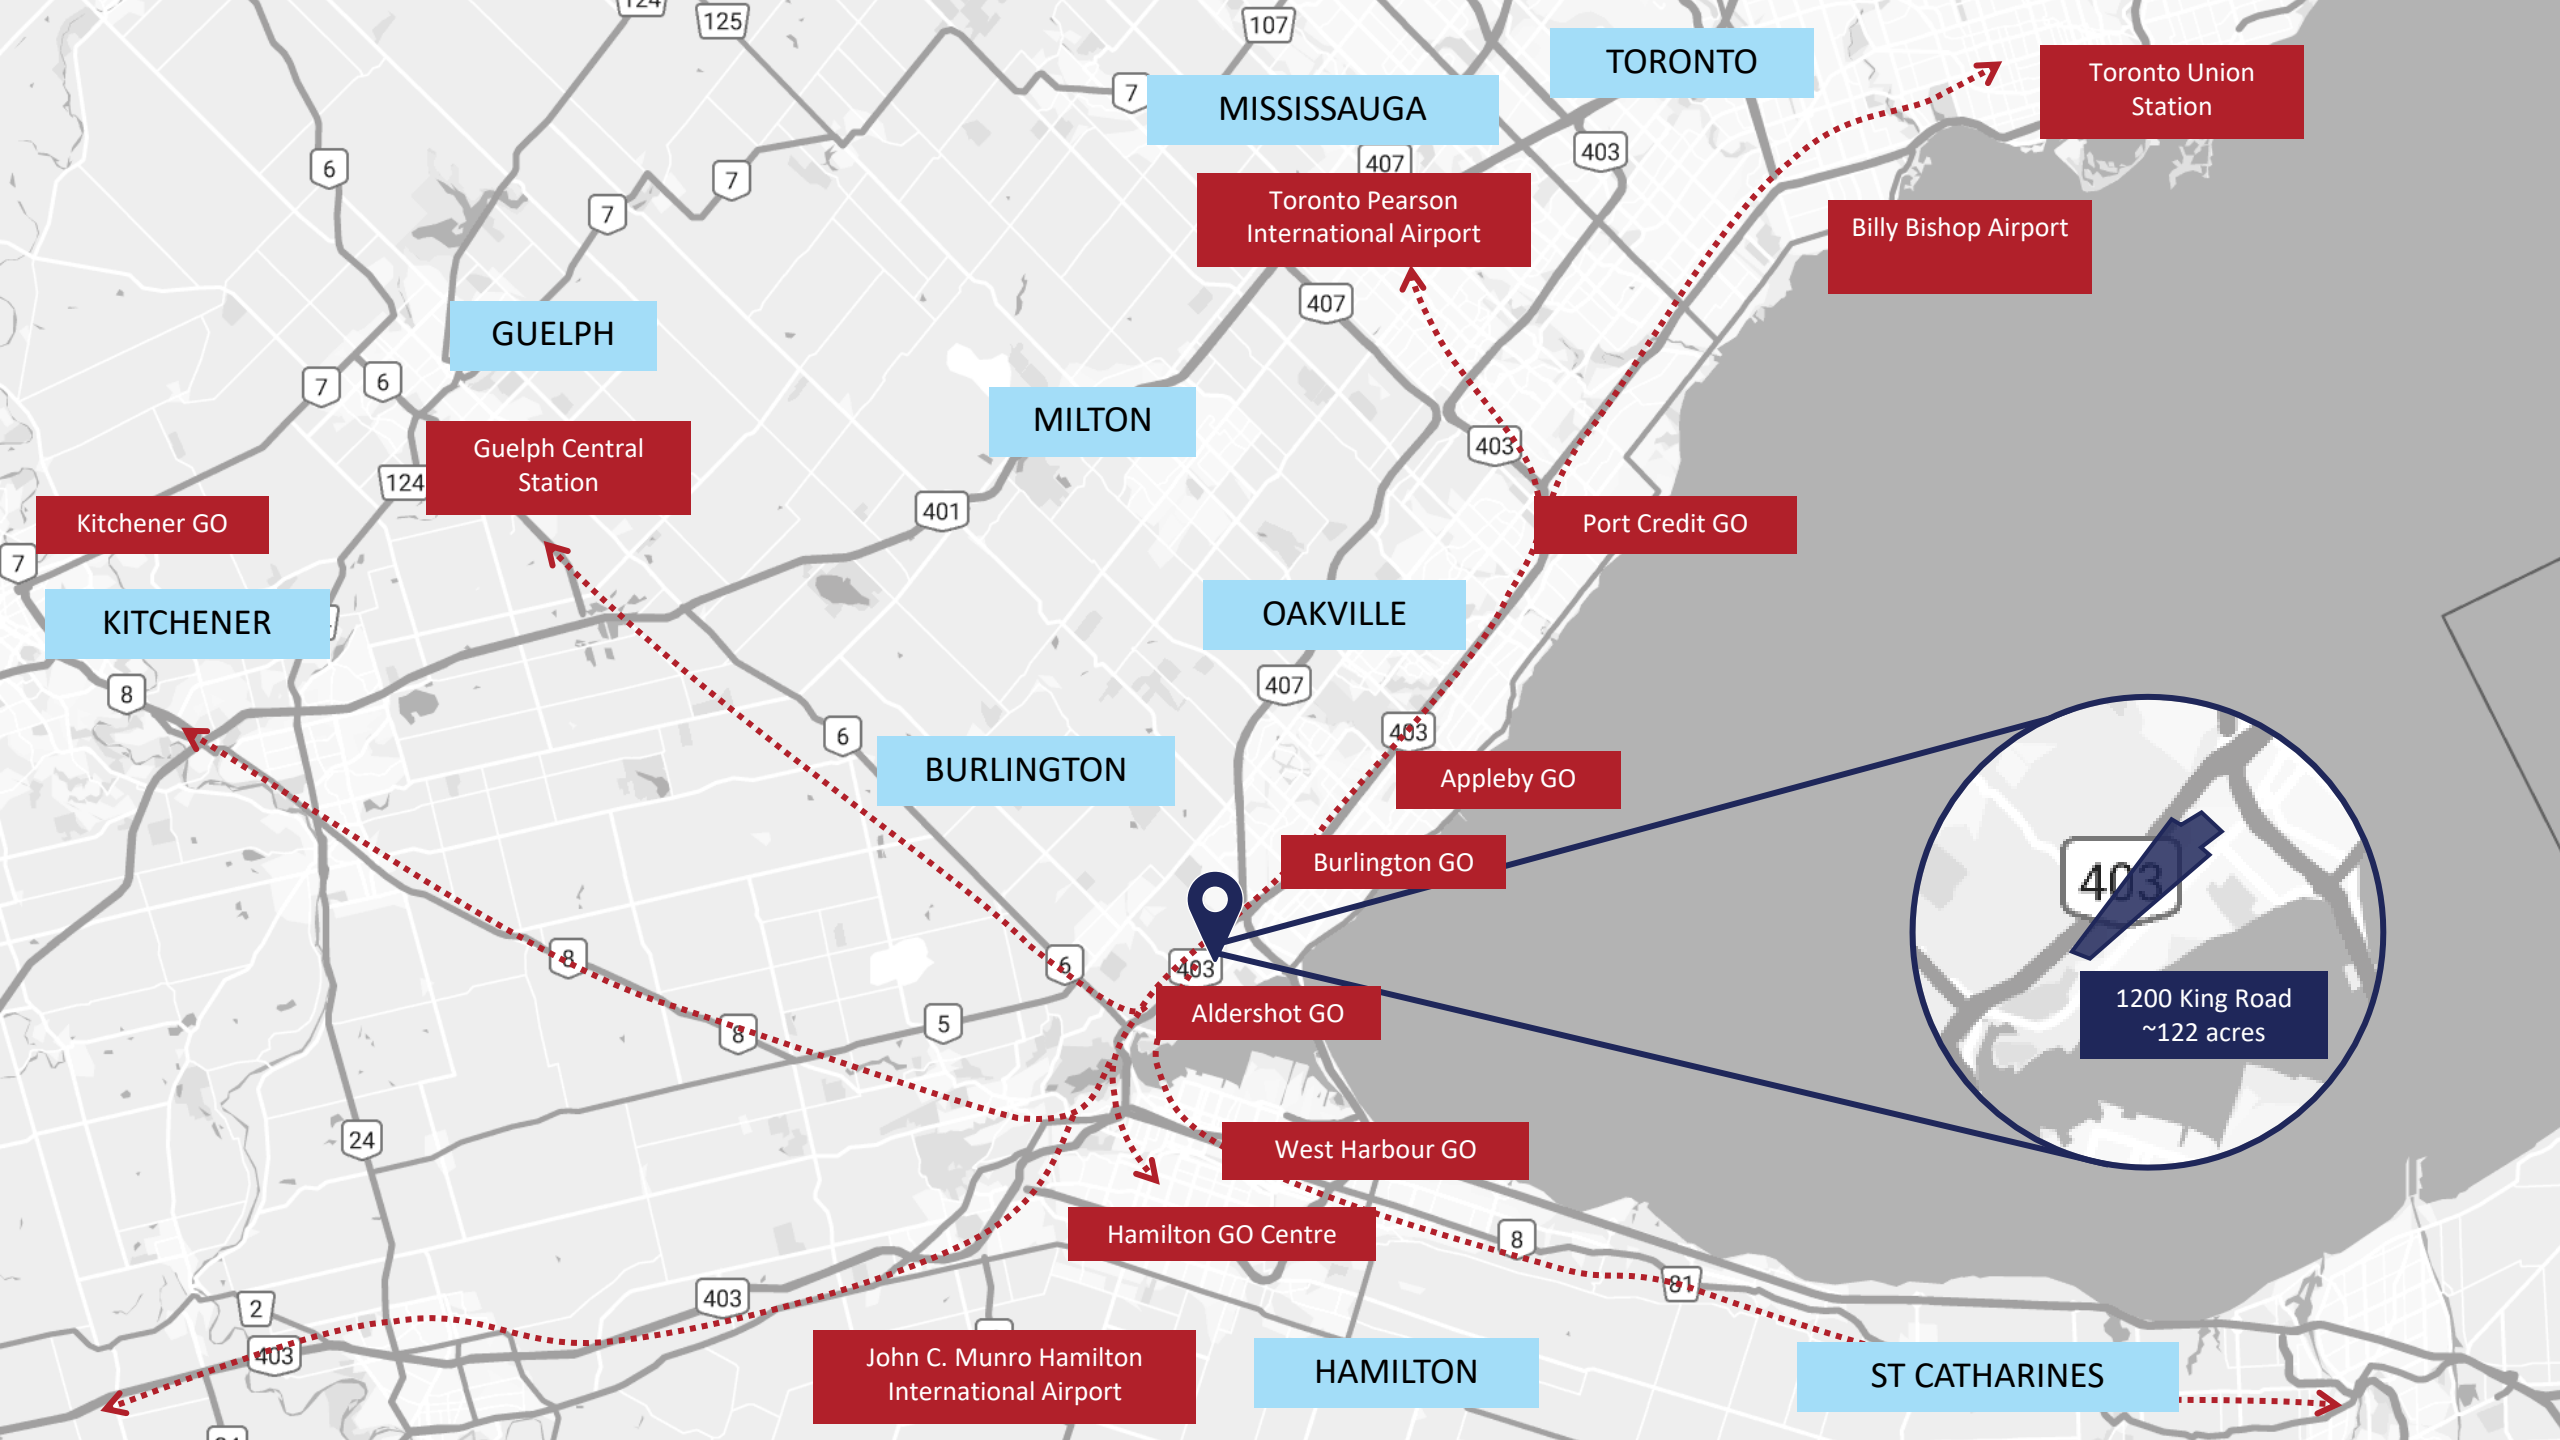 124
125
107
TORONTO
Toronto Union
Station
7
MISSISSAUGA
403
407
6
7
7
Toronto Pearson
International Airport
Billy Bishop Airport
407
GUELPH
7
6
MILTON
403
Guelph Central
Station
124
401
Kitchener GO
Port Credit GO
7
KITCHENER
OAKVILLE
407
8
6
403
BURLINGTON
Appleby GO
Burlington GO
403
8
6
403
1200 King Road
~122 acres
Aldershot GO
5
8
24
West Harbour GO
Hamilton GO Centre
8
81
2
403
403
John C. Munro Hamilton
International Airport
HAMILTON
ST CATHARINES